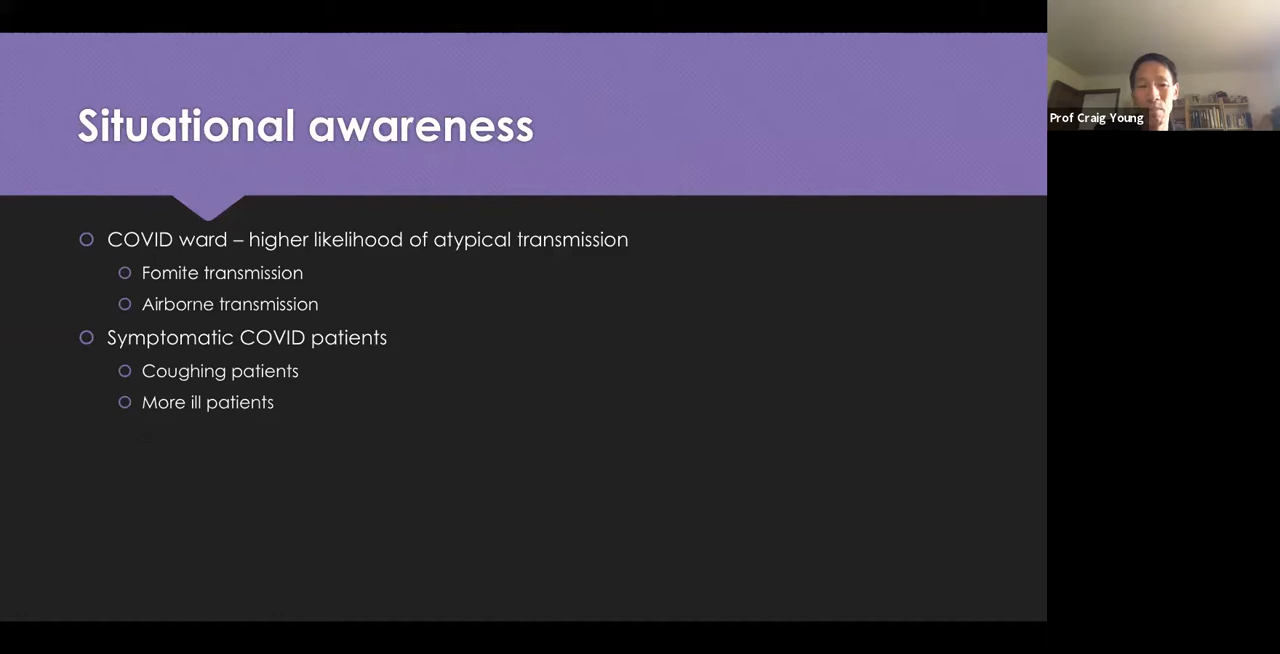 Situational awareness
COVID ward – higher likelihood of atypical transmission
Fomite transmission
Airborne transmission
Symptomatic COVID patients
Coughing patients
More ill patients
Prof Craig Young